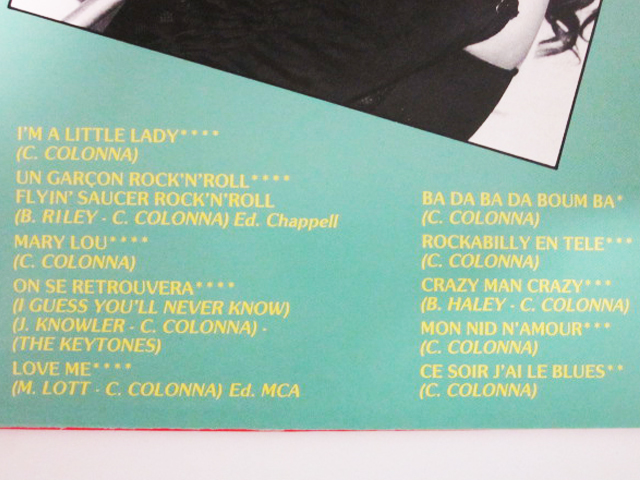 I'M A LITTLE LADY****
(C. COLONNA)
UN GARÇON ROCK'N'ROLL****
FLYIN' SAUCER ROCK'N'ROLL
(B. RILEY - C. COLONNA) Ed. Chappell
MARY LOU****
(C. COLONNA)
ON SE RETROUVERA****
(I GUESS YOU'LL NEVER KNOW)
(J. KNOWLER - C. COLONNA) -
(THE KEYTONES)
LOVE ME****
(M. LOTT - C. COLONNA) Ed. MCA
BA DA BA DA BOUM BA*
(C. COLONNA)
ROCKABILLY EN TELE***
(C. COLONNA)
CRAZY MAN CRAZY***
(B. HALEY - C. COLONNA)
MON NID N'AMOUR***
(C. COLONNA)
CE SOIR J'AI LE BLUES**
(C. COLONNA)